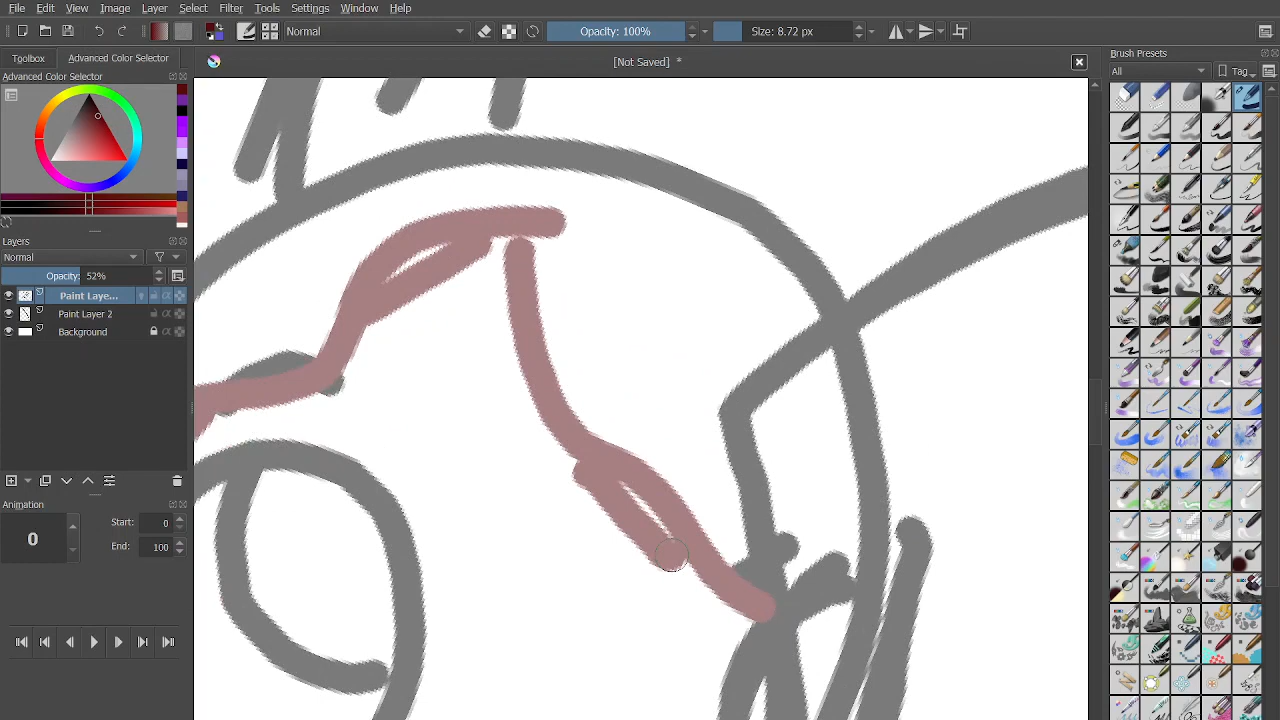 File Edit View Image Layer Select Filter Tools Settings Window Help
Normal Opacity: 100% Size: 8.72 px
Toolbox Advanced Color Selector [Not Saved] * Brush Presets
Advanced Color Selector
All Tag
Layers
Normal
Opacity: 52%
Paint Laye...
Paint Layer 2
Background
Animation
0 Start: 0
End: 100